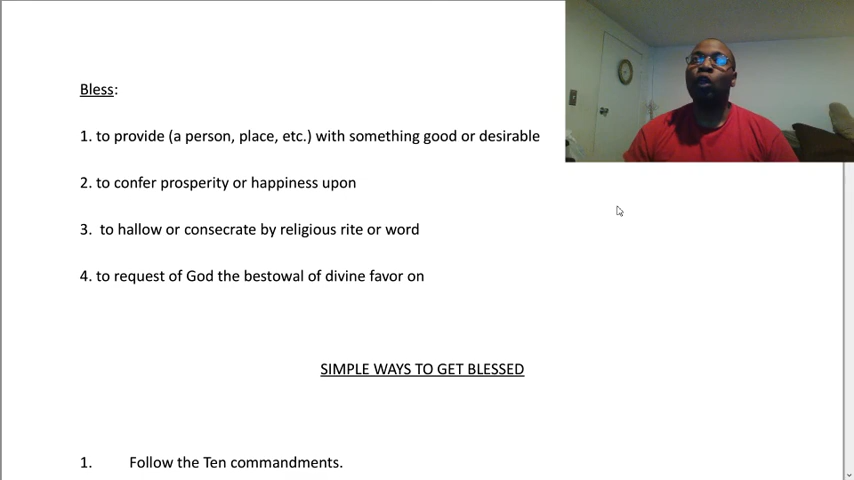 Bless:
1. to provide (a person, place, etc.) with something good or desirable
2. to confer prosperity or happiness upon
3. to hallow or consecrate by religious rite or word
4. to request of God the bestowal of divine favor on
SIMPLE WAYS TO GET BLESSED
1. Follow the Ten commandments.